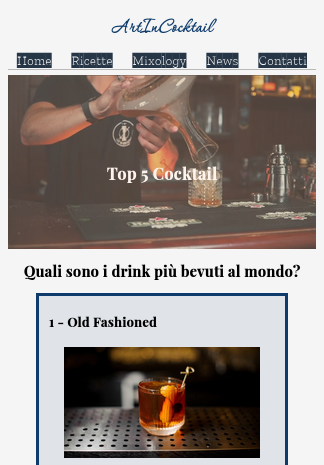 ArtInCocktail
Home Ricette Mixology News Contatti
Top 5 Cocktail
Quali sono i drink più bevuti al mondo?
1 - Old Fashioned